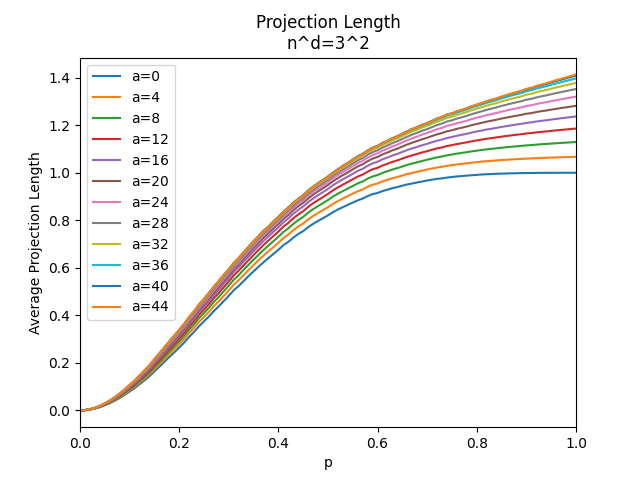 Projection Length
n^d=3^2
Average Projection Length
1.4
1.2
1.0
0.8
0.6
0.4
0.2
0.0
a=0
a=4
a=8
a=12
a=16
a=20
a=24
a=28
a=32
a=36
a=40
a=44
0.0 0.2 0.4 0.6 0.8 1.0
p